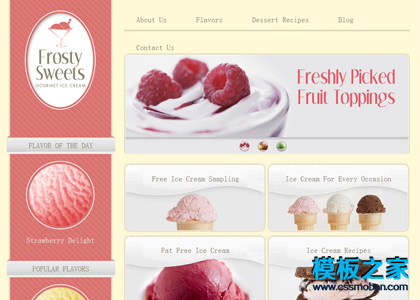 About Us Flavors Dessert Recipes Blog
Contact Us
Frosty
Sweets
GOURMET ICE CREAM
FLAVOR OF THE DAY
Strawberry Delight
POPULAR FLAVORS
Freshly Picked
Fruit Toppings
Free Ice Cream Sampling
Ice Cream For Every Occasion
Fat Free Ice Cream
Ice Cream Recipes
模板之家
www.cssmoban.com